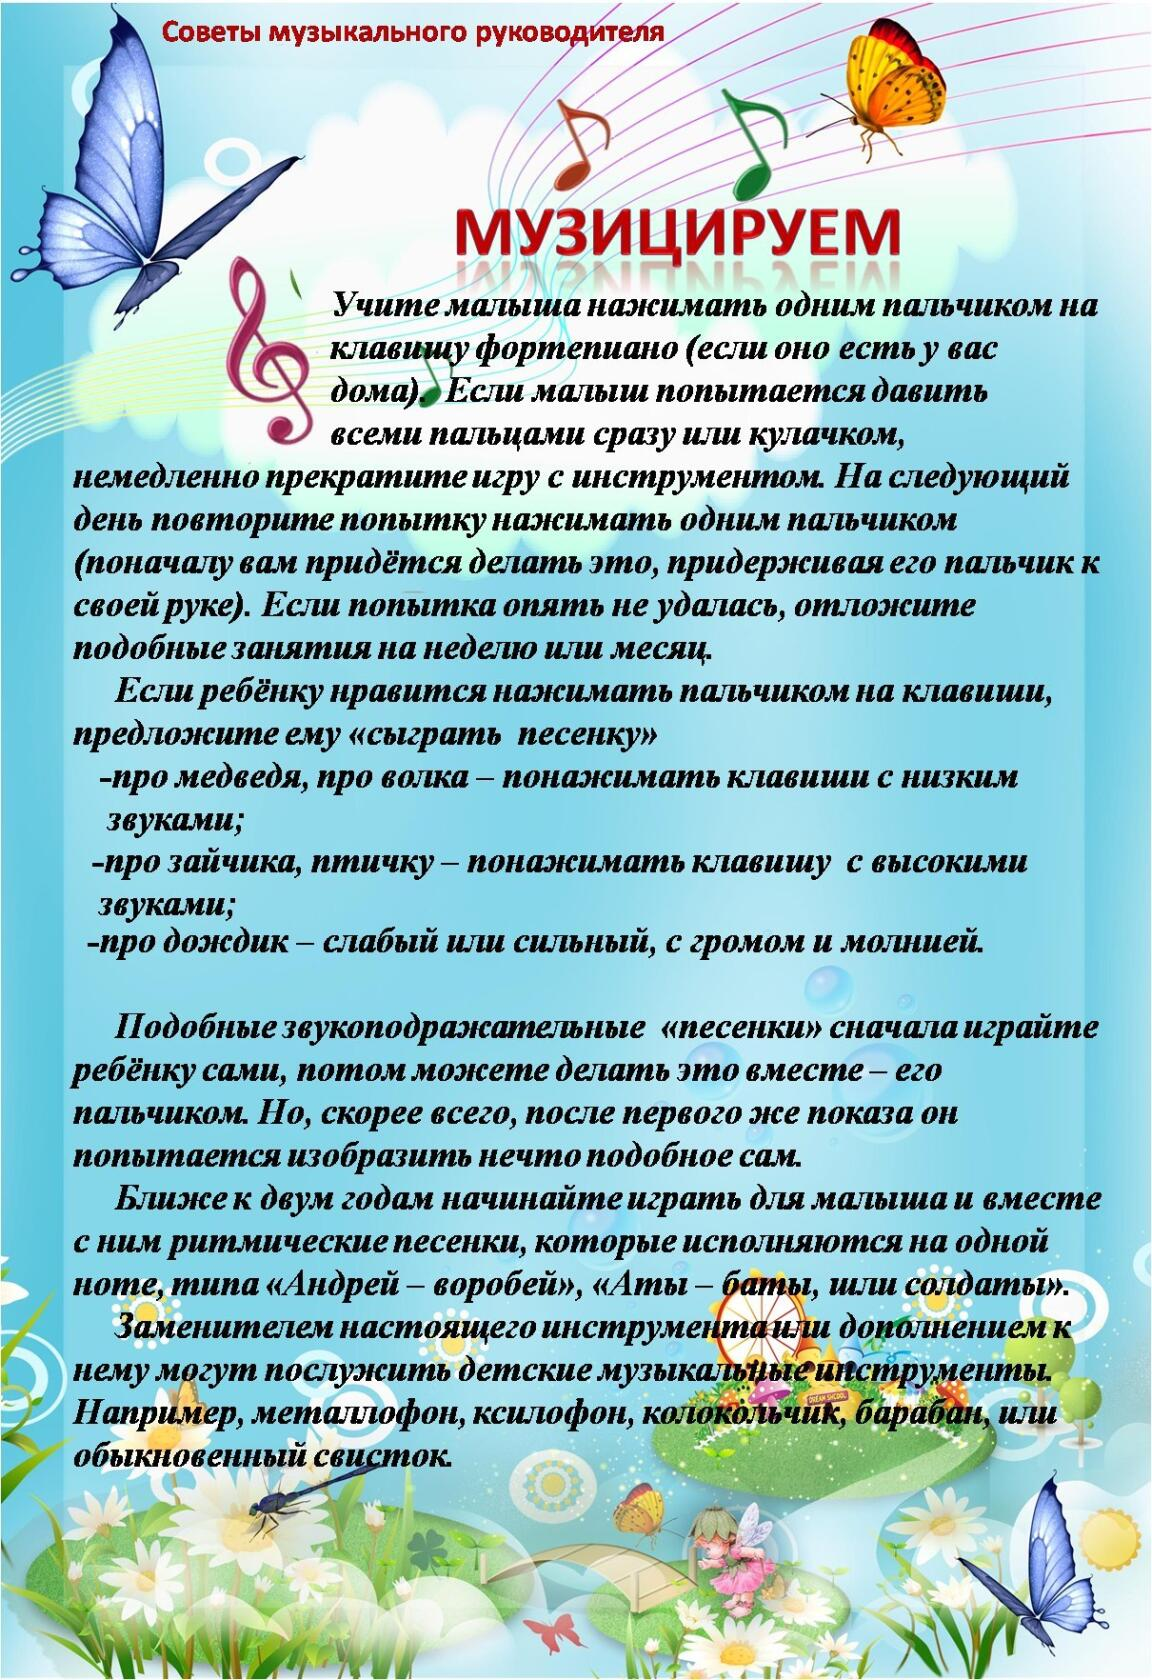 Советы музыкального руководителя
МУЗИЦИРУЕМ
Учите малыша нажимать одним пальчиком на
клавишу фортепиано (если оно есть у вас
дома). Если малыш попытается давить
всеми пальцами сразу или кулачком,
немедленно прекратите игру с инструментом. На следующий
день повторите попытку нажимать одним пальчиком
(поначалу вам придётся делать это, придерживая его пальчик к
своей руке). Если попытка опять не удалась, отложите
подобные занятия на неделю или месяц.
Если ребёнку нравится нажимать пальчиком на клавиши,
предложите ему «сыграть песенку»
-про медведя, про волка – понажимать клавиши с низким
звуками;
-про зайчика, птичку – понажимать клавишу с высокими
звуками;
-про дождик – слабый или сильный, с громом и молнией.
Подобные звукоподражательные «песенки» сначала играйте
ребёнку сами, потом можете делать это вместе – его
пальчиком. Но, скорее всего, после первого же показа он
попытается изобразить нечто подобное сам.
Ближе к двум годам начинайте играть для малыша и вместе
с ним ритмические песенки, которые исполняются на одной
ноте, типа «Андрей – воробей», «Аты – баты, шли солдаты».
Заменителем настоящего инструмента или дополнением к
нему могут послужить детские музыкальные инструменты.
DREAM SHCOOL
Например, металлофон, ксилофон, колокольчик, барабан, или
обыкновенный свисток.